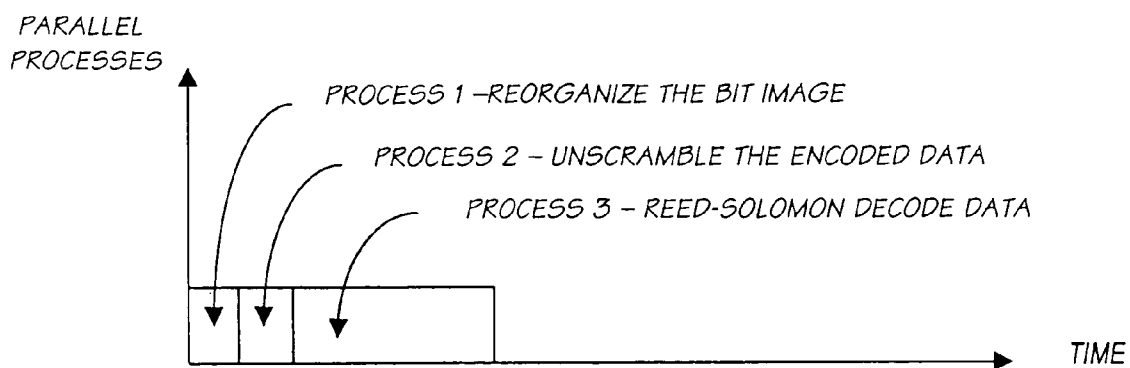 PARALLEL
PROCESSES
PROCESS 1 –REORGANIZE THE BIT IMAGE
PROCESS 2 – UNSCRAMBLE THE ENCODED DATA
PROCESS 3 – REED-SOLOMON DECODE DATA
TIME